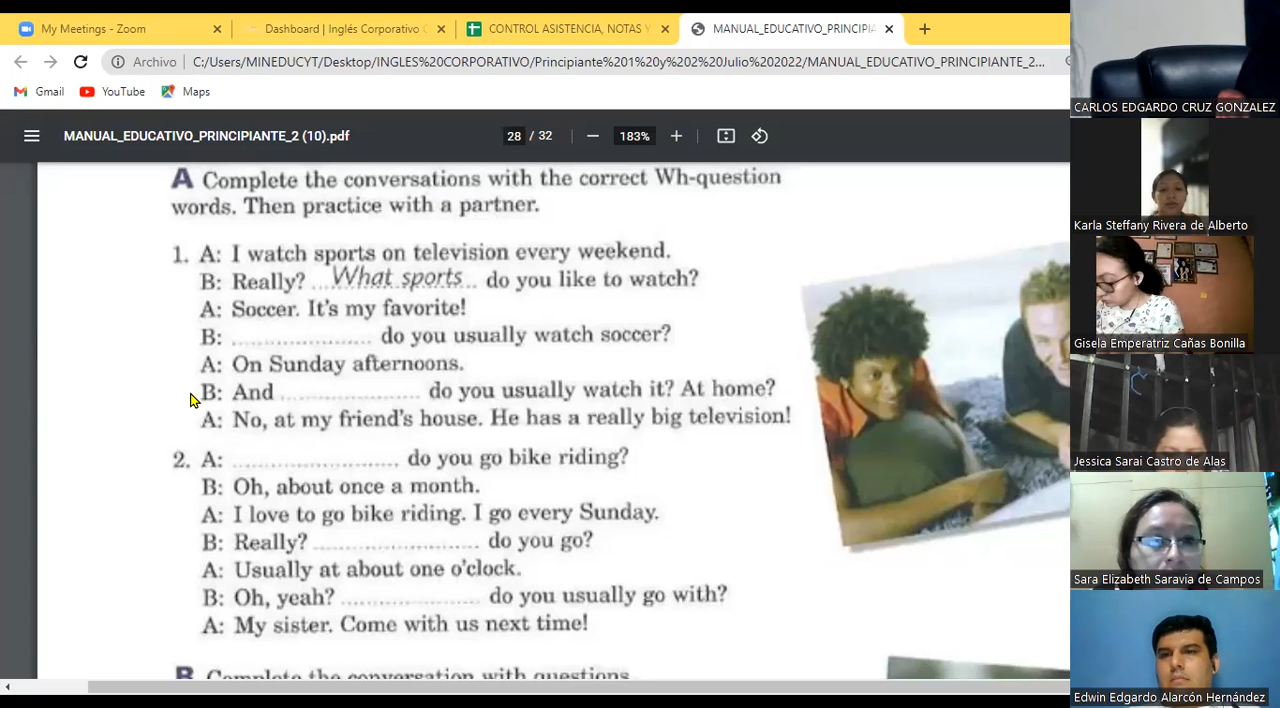 My Meetings - Zoom
Dashboard | Inglés Corporativo
CONTROL ASISTENCIA, NOTAS Y
MANUAL_EDUCATIVO_PRINCIPIA
Archivo
C:/Users/MINEDUCYT/Desktop/INGLES%20CORPORATIVO/Principiante%201%20y%202%20Julio%202022/MANUAL_EDUCATIVO_PRINCIPIANTE_2...
Gmail
YouTube
Maps
MANUAL_EDUCATIVO_PRINCIPIANTE_2 (10).pdf
28 / 32
183%
A Complete the conversations with the correct Wh-question
words. Then practice with a partner.
1. A: I watch sports on television every weekend.
B: Really? What sports do you like to watch?
A: Soccer. It's my favorite!
B: .................... do you usually watch soccer?
A: On Sunday afternoons.
B: And .................... do you usually watch it? At home?
A: No, at my friend's house. He has a really big television!
2. A: ........................ do you go bike riding?
B: Oh, about once a month.
A: I love to go bike riding. I go every Sunday.
B: Really? ........................ do you go?
A: Usually at about one o'clock.
B: Oh, yeah? .................... do you usually go with?
A: My sister. Come with us next time!
B Complete the conversation with questions.
CARLOS EDGARDO CRUZ GONZALEZ
Karla Steffany Rivera de Alberto
Gisela Emperatriz Cañas Bonilla
Jessica Sarai Castro de Alas
Sara Elizabeth Saravia de Campos
Edwin Edgardo Alarcón Hernández